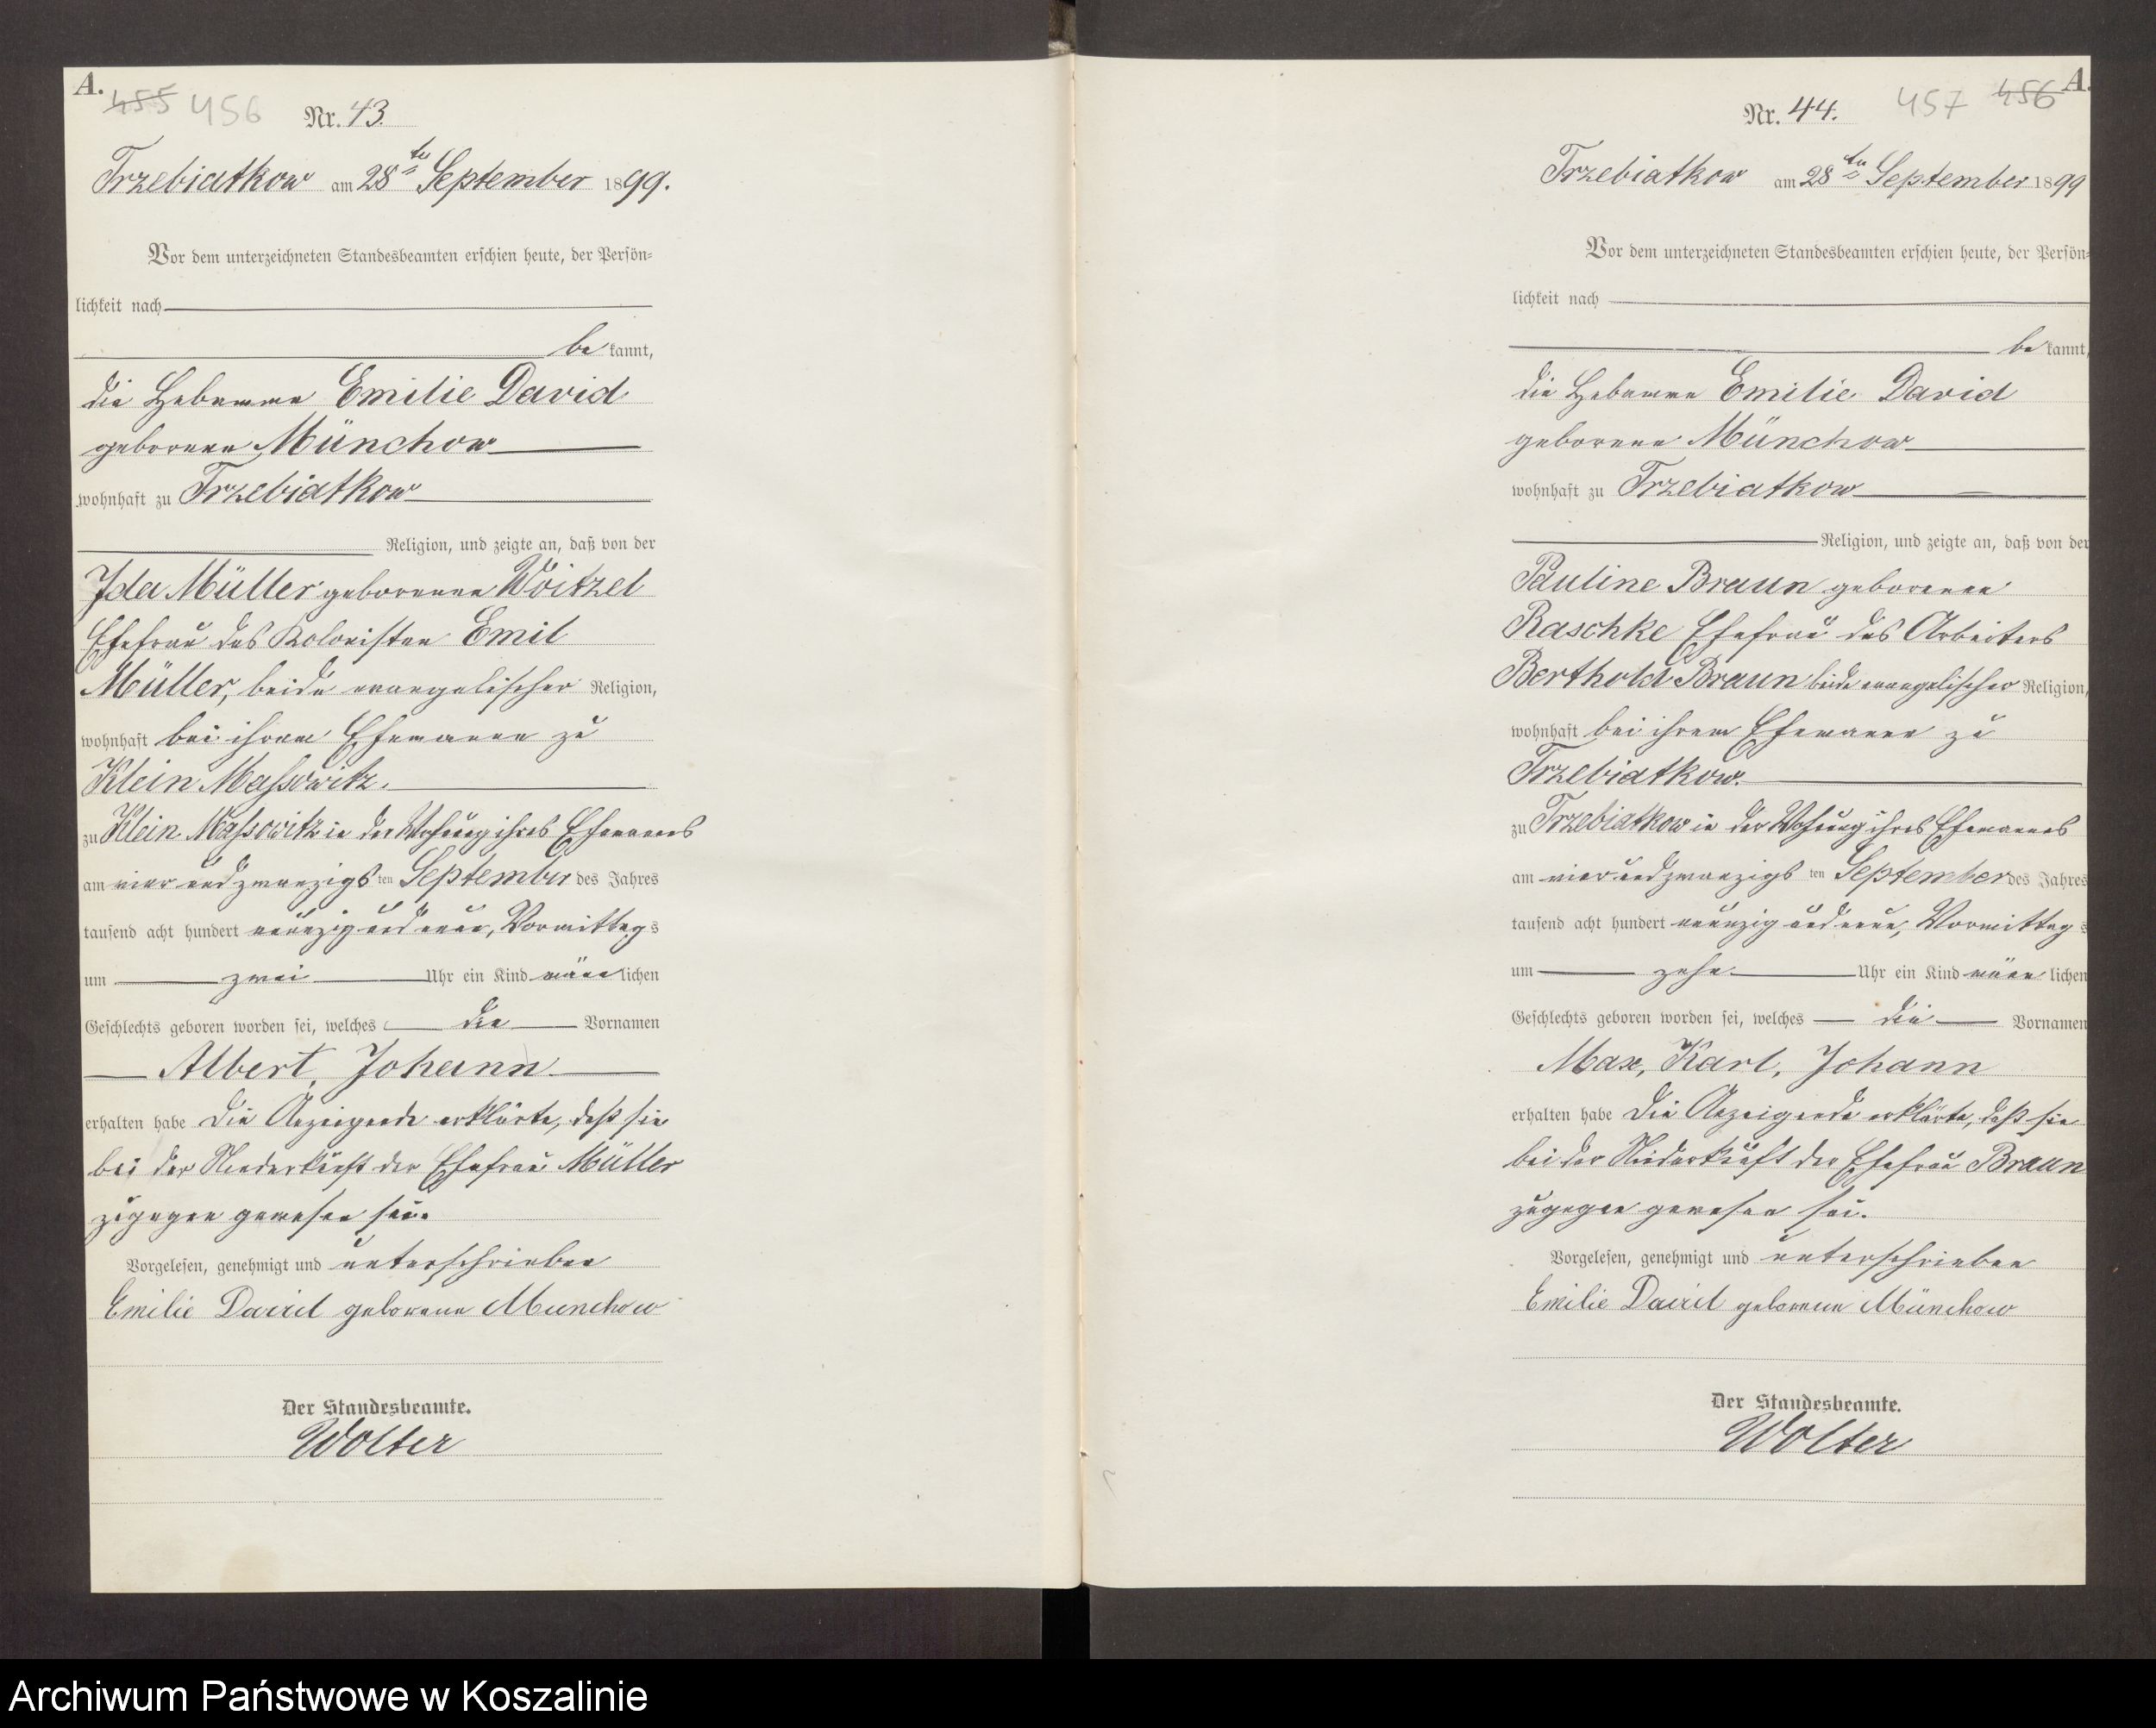 A.
455 456
Nr. 43.
Trzebiatkow am 28ten September 1899.
Vor dem unterzeichneten Standesbeamten erschien heute, der Persön-
lichkeit nach
be kannt,
die Hebamme Emilie David
geborene Münchow
wohnhaft zu Trzebiatkow
Religion, und zeigte an, daß von der
Ida Müller geborenen Woitzel
Ehefrau des Kolonisten Emil
Müller, beide evangelischer Religion,
wohnhaft bei ihrem Ehemanne zu
Klein Massowitz.
zu Klein Massowitz in der Wohnung ihres Ehemannes
am vier und zwanzigsten September des Jahres
tausend acht hundert neunzig und neun, Vormittags
um zwei Uhr ein Kind männlichen
Geschlechts geboren worden sei, welches die Vornamen
Albert, Johann
erhalten habe Die Anzeigende erklärte, daß sie
bei der Niederkunft der Ehefrau Müller
zugegen gewesen sei.
Vorgelesen, genehmigt und unterschrieben
Emilie David geborene Munchow
Der Standesbeamte.
Wolter
A.
457 456
Nr. 44.
Trzebiatkow am 28ten September 1899
Vor dem unterzeichneten Standesbeamten erschien heute, der Persön-
lichkeit nach
be kannt,
die Hebamme Emilie David
geborene Münchow
wohnhaft zu Trzebiatkow
Religion, und zeigte an, daß von der
Pauline Braun geborenen
Raschke Ehefrau des Arbeiters
Berthold Braun beide evangelischer Religion,
wohnhaft bei ihrem Ehemanne zu
Trzebiatkow.
zu Trzebiatkow in der Wohnung ihres Ehemannes
am vier und zwanzigsten September des Jahres
tausend acht hundert neunzig und neun, Vormittags
um zehn Uhr ein Kind männlichen
Geschlechts geboren worden sei, welches die Vornamen
Max, Karl, Johann
erhalten habe Die Anzeigende erklärte, daß sie
bei der Niederkunft der Ehefrau Braun
zugegen gewesen sei.
Vorgelesen, genehmigt und unterschrieben
Emilie David geborene Münchow
Der Standesbeamte.
Wolter
Archiwum Państwowe w Koszalinie